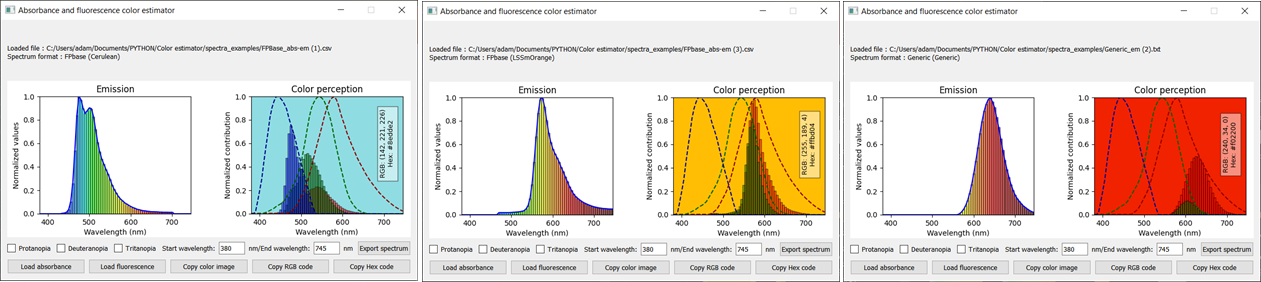 Absorbance and fluorescence color estimator
Loaded file : C:/Users/adam/Documents/PYTHON/Color estimator/spectra_examples/FPBase_abs-em (1).csv
Spectrum format : FPbase (Cerulean)
Emission
Color perception
Normalized values
1.0
0.8
0.6
0.4
0.2
0.0
400 500 600 700
Wavelength (nm)
Normalized contribution
1.0
0.8
0.6
0.4
0.2
0.0
RGB: (142, 221, 226)
Hex: #8edde2
400 500 600 700
Wavelength (nm)
Protanopia Deuteranopia Tritanopia Start wavelength: 380 nm/End wavelength: 745 nm Export spectrum
Load absorbance Load fluorescence Copy color image Copy RGB code Copy Hex code
Absorbance and fluorescence color estimator
Loaded file : C:/Users/adam/Documents/PYTHON/Color estimator/spectra_examples/FPbase_abs-em (3).csv
Spectrum format : FPbase (LSSmOrange)
Emission
Color perception
Normalized values
1.0
0.8
0.6
0.4
0.2
0.0
400 500 600 700
Wavelength (nm)
Normalized contribution
1.0
0.8
0.6
0.4
0.2
0.0
RGB: (255, 189, 4)
Hex: #ffbd04
400 500 600 700
Wavelength (nm)
Protanopia Deuteranopia Tritanopia Start wavelength: 380 nm/End wavelength: 745 nm Export spectrum
Load absorbance Load fluorescence Copy color image Copy RGB code Copy Hex code
Absorbance and fluorescence color estimator
Loaded file : C:/Users/adam/Documents/PYTHON/Color estimator/spectra_examples/Generic_em (2).txt
Spectrum format : Generic (Generic)
Emission
Color perception
Normalized values
1.0
0.8
0.6
0.4
0.2
0.0
400 500 600 700
Wavelength (nm)
Normalized contribution
1.0
0.8
0.6
0.4
0.2
0.0
RGB: (240, 34, 0)
Hex: #f02200
400 500 600 700
Wavelength (nm)
Protanopia Deuteranopia Tritanopia Start wavelength: 380 nm/End wavelength: 745 nm Export spectrum
Load absorbance Load fluorescence Copy color image Copy RGB code Copy Hex code